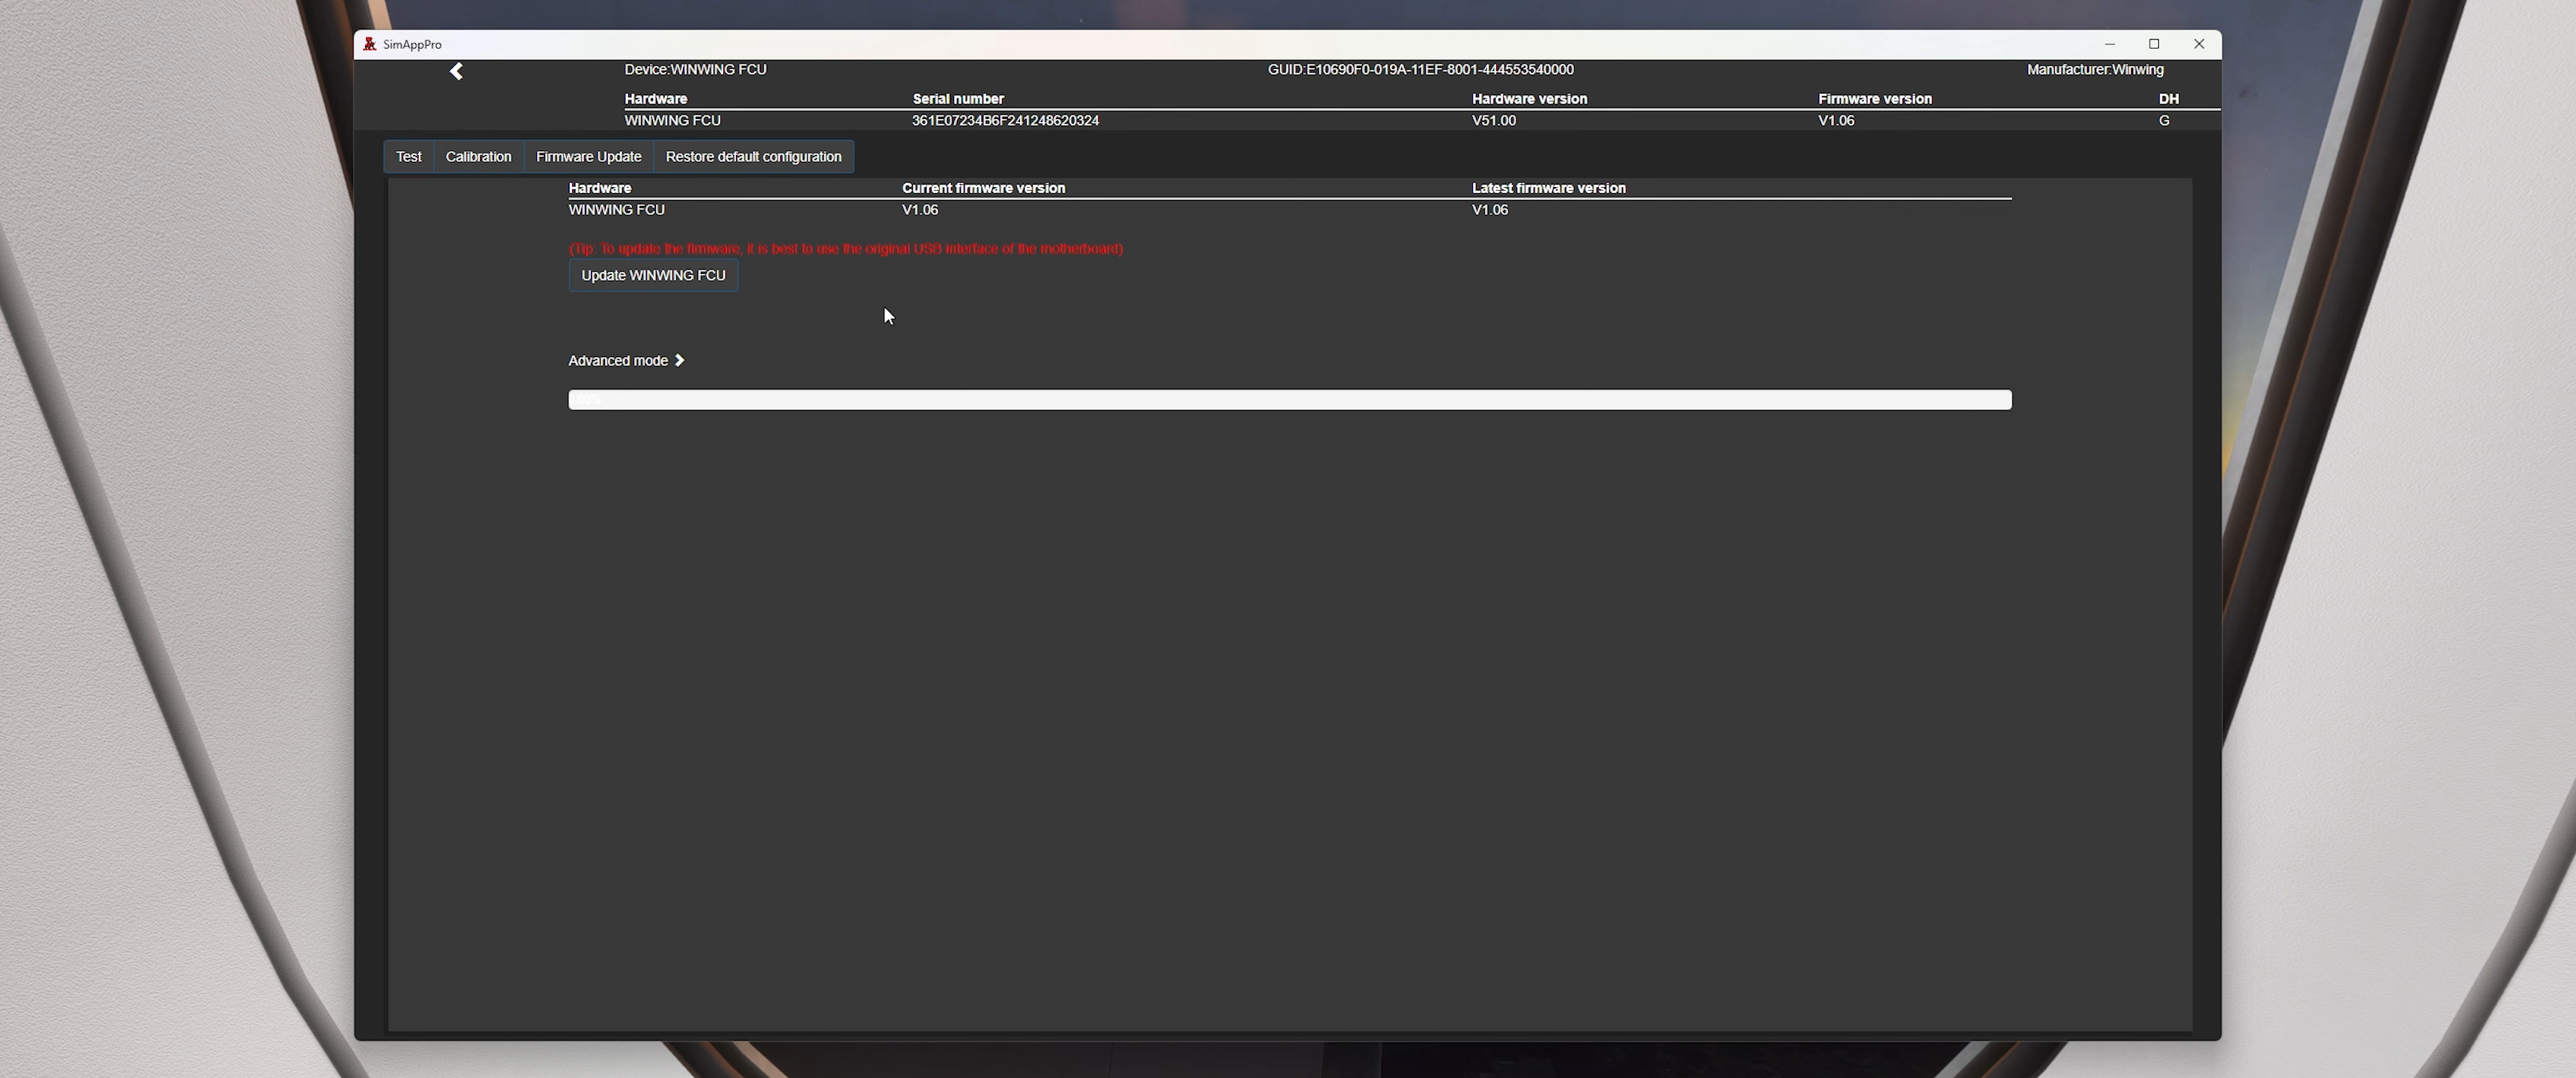 SimAppPro
Device:WINWING FCU GUID:E10690F0-019A-11EF-8001-444553540000 Manufacturer:Winwing
Hardware Serial number Hardware version Firmware version DH
WINWING FCU 361E07234B6F241248620324 V51.00 V1.06 G
Test Calibration Firmware Update Restore default configuration
Hardware Current firmware version Latest firmware version
WINWING FCU V1.06 V1.06
(Tip: To update the firmware, it is best to use the original USB interface of the motherboard)
Update WINWING FCU
Advanced mode